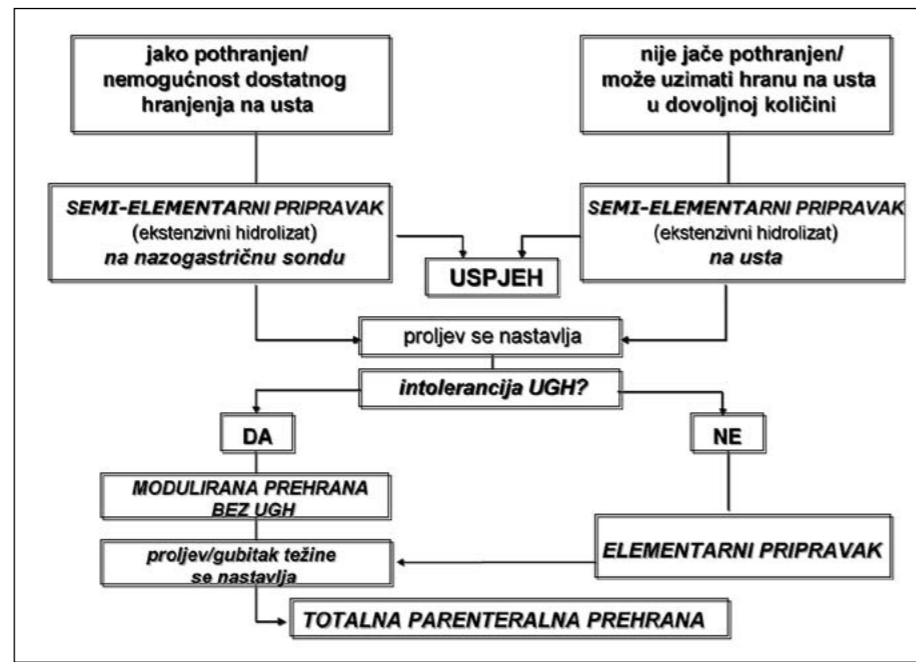 jako pothranjen/
nemogućnost dostatnog
hranjenja na usta
nije jače pothranjen/
može uzimati hranu na usta
u dovoljnoj količini
SEMI-ELEMENTARNI PRIPRAVAK
(ekstenzivni hidrolizat)
na nazogastričnu sondu
SEMI-ELEMENTARNI PRIPRAVAK
(ekstenzivni hidrolizat)
na usta
USPJEH
proljev se nastavlja
intolerancija UGH?
DA
NE
MODULIRANA PREHRANA
BEZ UGH
ELEMENTARNI PRIPRAVAK
proljev/gubitak težine
se nastavlja
TOTALNA PARENTERALNA PREHRANA